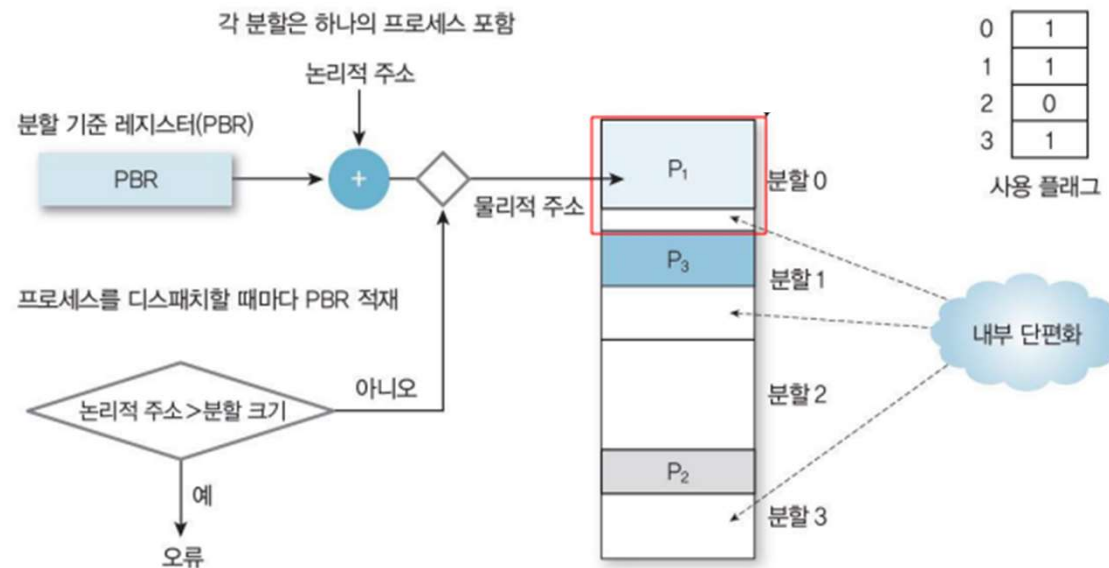 각 분할은 하나의 프로세스 포함
논리적 주소
분할 기준 레지스터(PBR)
PBR
+
물리적 주소
프로세스를 디스패치할 때마다 PBR 적재
논리적 주소>분할 크기
아니오
예
오류
P₁
분할 0
P₃
분할 1
분할 2
P₂
분할 3
0 1
1 1
2 0
3 1
사용 플래그
내부 단편화